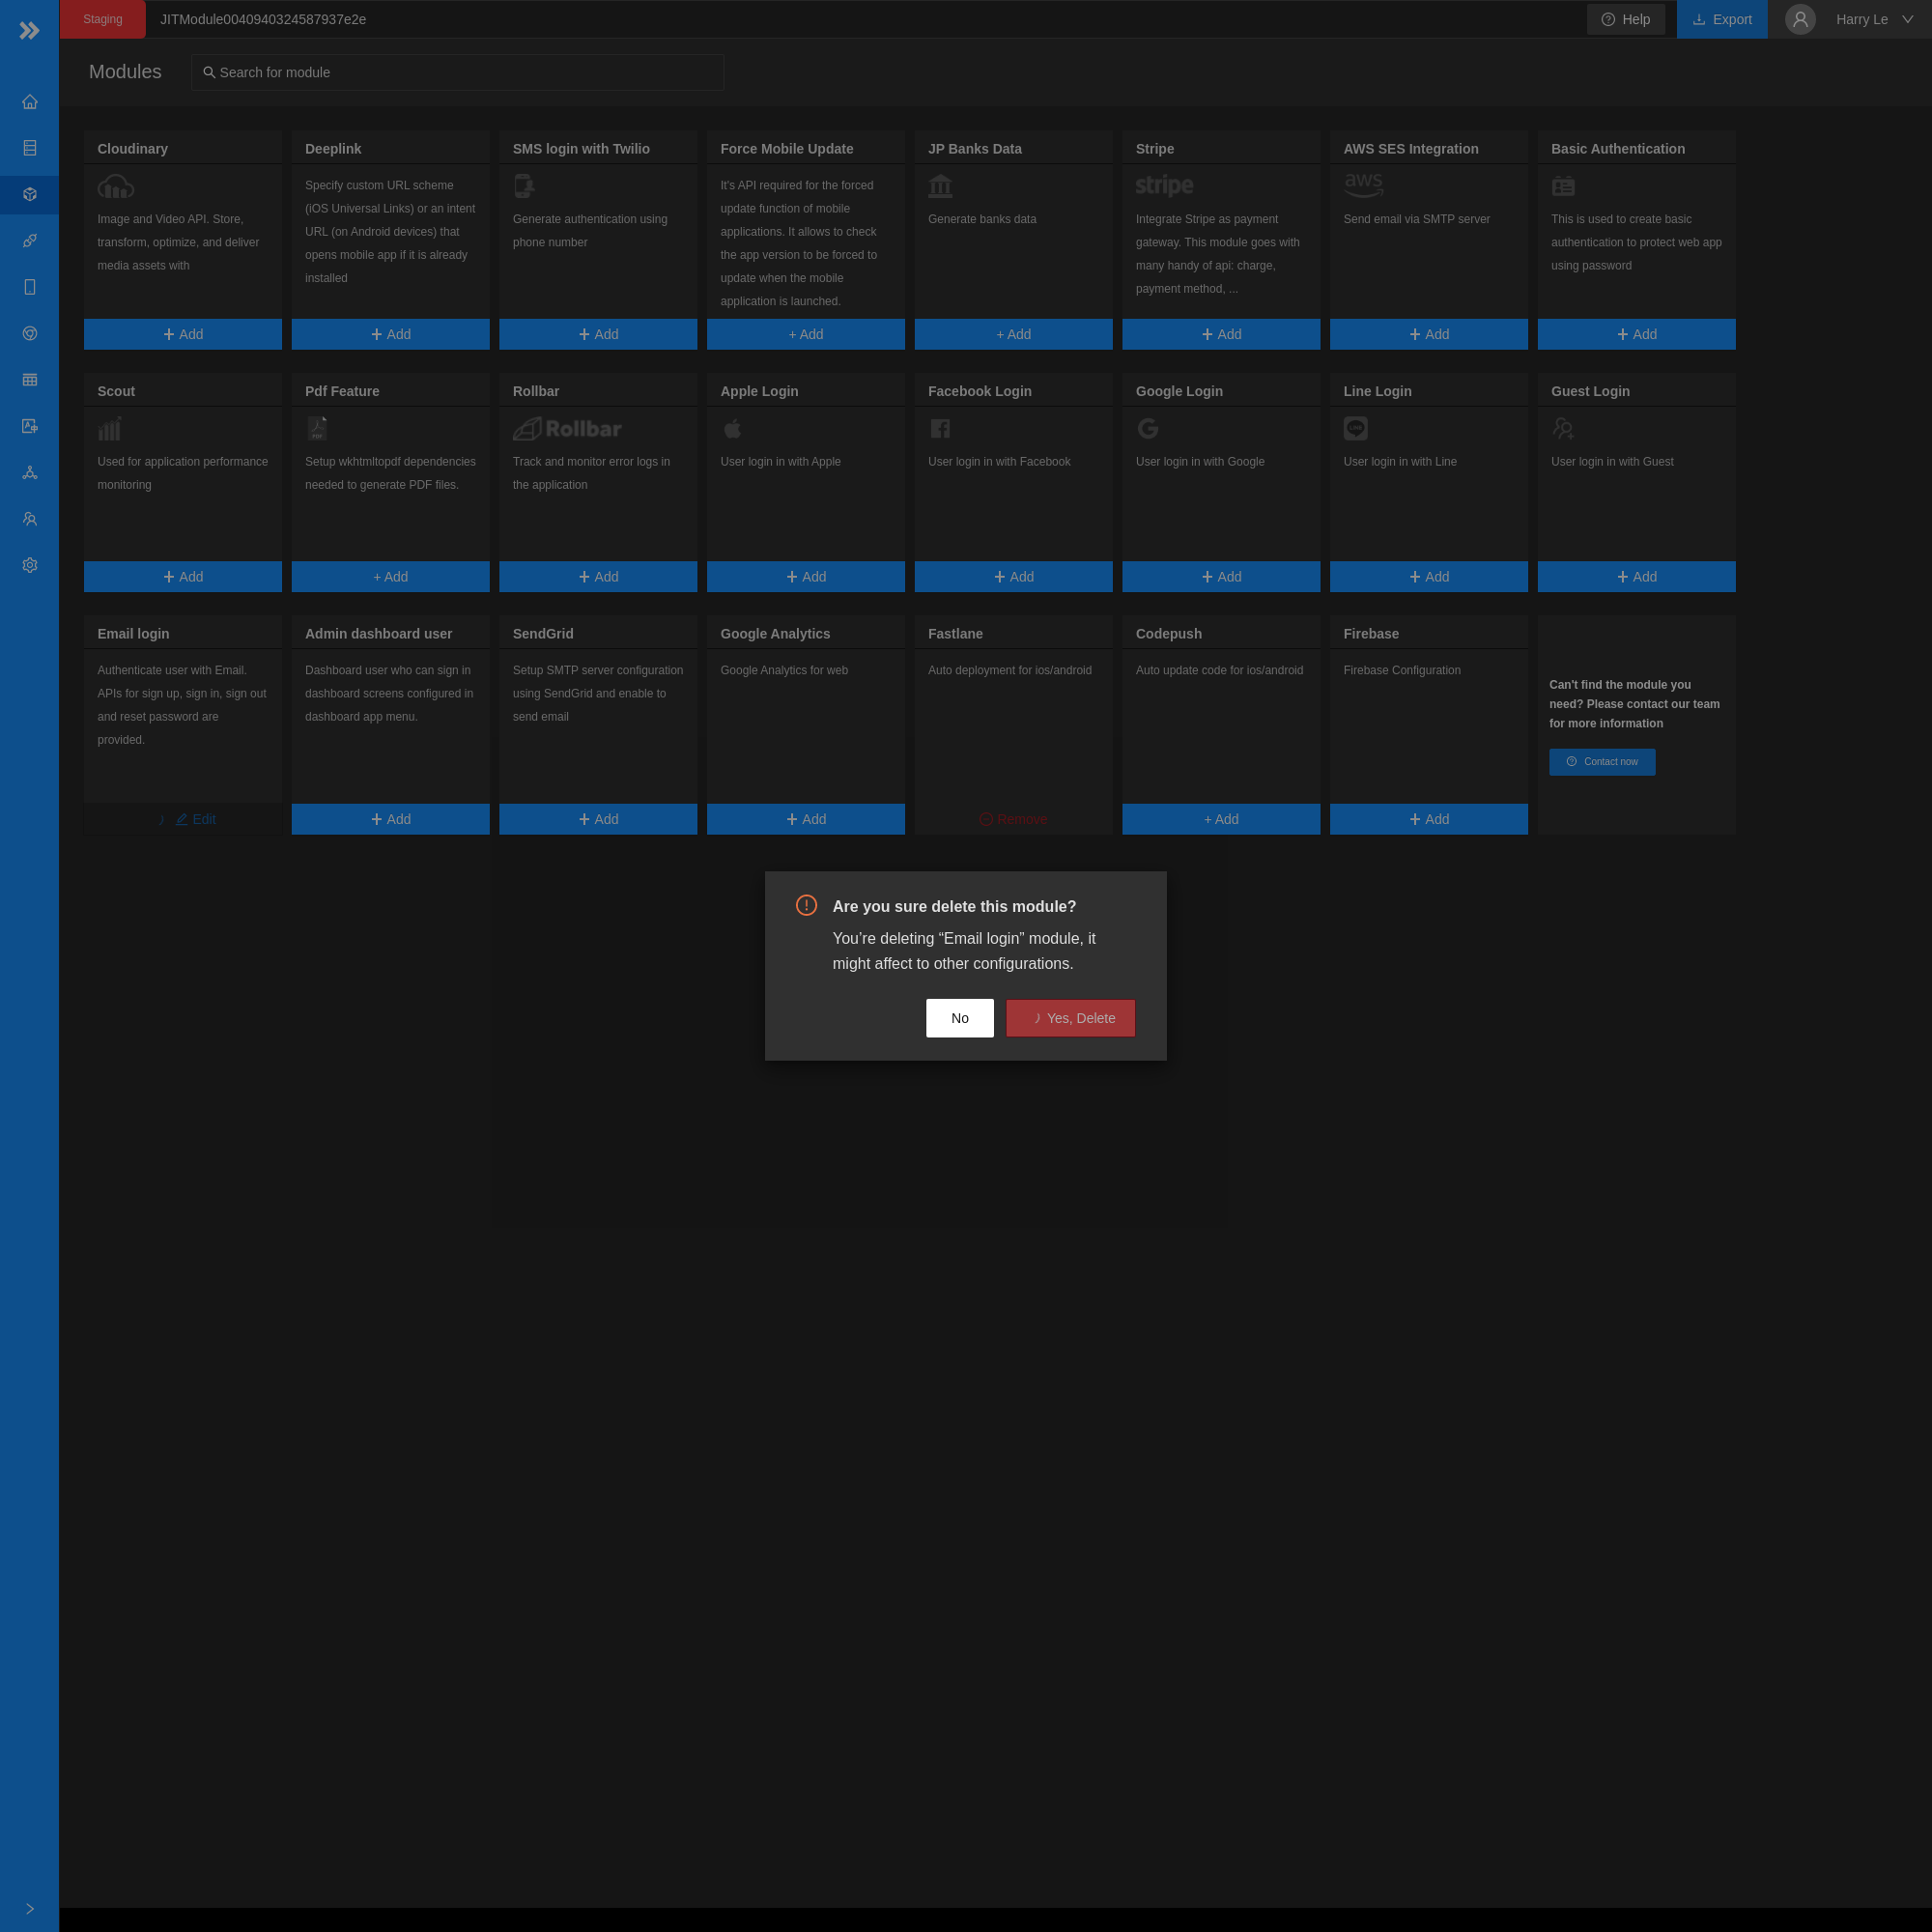 Staging
JITModule0040940324587937e2e
Help
Export
Harry Le
Modules
Search for module
Cloudinary
Image and Video API. Store,
transform, optimize, and deliver
media assets with
+ Add
Deeplink
Specify custom URL scheme
(iOS Universal Links) or an intent
URL (on Android devices) that
opens mobile app if it is already
installed
+ Add
SMS login with Twilio
Generate authentication using
phone number
+ Add
Force Mobile Update
It's API required for the forced
update function of mobile
applications. It allows to check
the app version to be forced to
update when the mobile
application is launched.
+ Add
JP Banks Data
Generate banks data
+ Add
Stripe
stripe
Integrate Stripe as payment
gateway. This module goes with
many handy of api: charge,
payment method, ...
+ Add
AWS SES Integration
aws
Send email via SMTP server
+ Add
Basic Authentication
This is used to create basic
authentication to protect web app
using password
+ Add
Scout
Used for application performance
monitoring
+ Add
Pdf Feature
PDF
Setup wkhtmltopdf dependencies
needed to generate PDF files.
+ Add
Rollbar
Rollbar
Track and monitor error logs in
the application
+ Add
Apple Login
User login in with Apple
+ Add
Facebook Login
User login in with Facebook
+ Add
Google Login
User login in with Google
+ Add
Line Login
LINE
User login in with Line
+ Add
Guest Login
User login in with Guest
+ Add
Email login
Authenticate user with Email.
APIs for sign up, sign in, sign out
and reset password are
provided.
Edit
Admin dashboard user
Dashboard user who can sign in
dashboard screens configured in
dashboard app menu.
+ Add
SendGrid
Setup SMTP server configuration
using SendGrid and enable to
send email
+ Add
Google Analytics
Google Analytics for web
+ Add
Fastlane
Auto deployment for ios/android
Remove
Codepush
Auto update code for ios/android
+ Add
Firebase
Firebase Configuration
+ Add
Can't find the module you
need? Please contact our team
for more information
Contact now
Are you sure delete this module?
You’re deleting “Email login” module, it
might affect to other configurations.
No
Yes, Delete